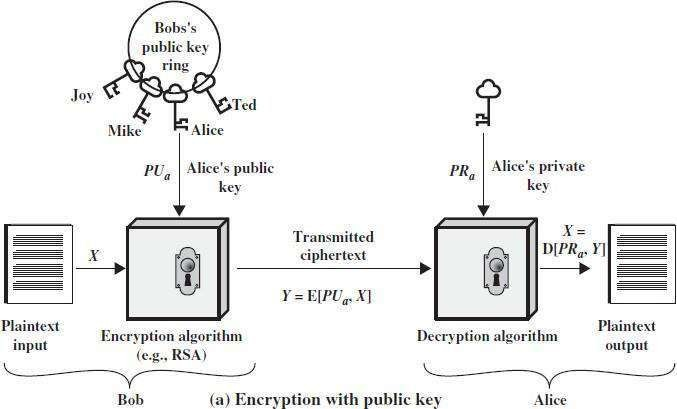 Bobs's
public key
ring
Joy
Ted
Mike
Alice
PUa
Alice's public
key
PRa
Alice's private
key
X
Transmitted
ciphertext
X =
D[PRa, Y]
Y = E[PUa, X]
Plaintext
input
Encryption algorithm
(e.g., RSA)
Decryption algorithm
Plaintext
output
Bob
(a) Encryption with public key
Alice